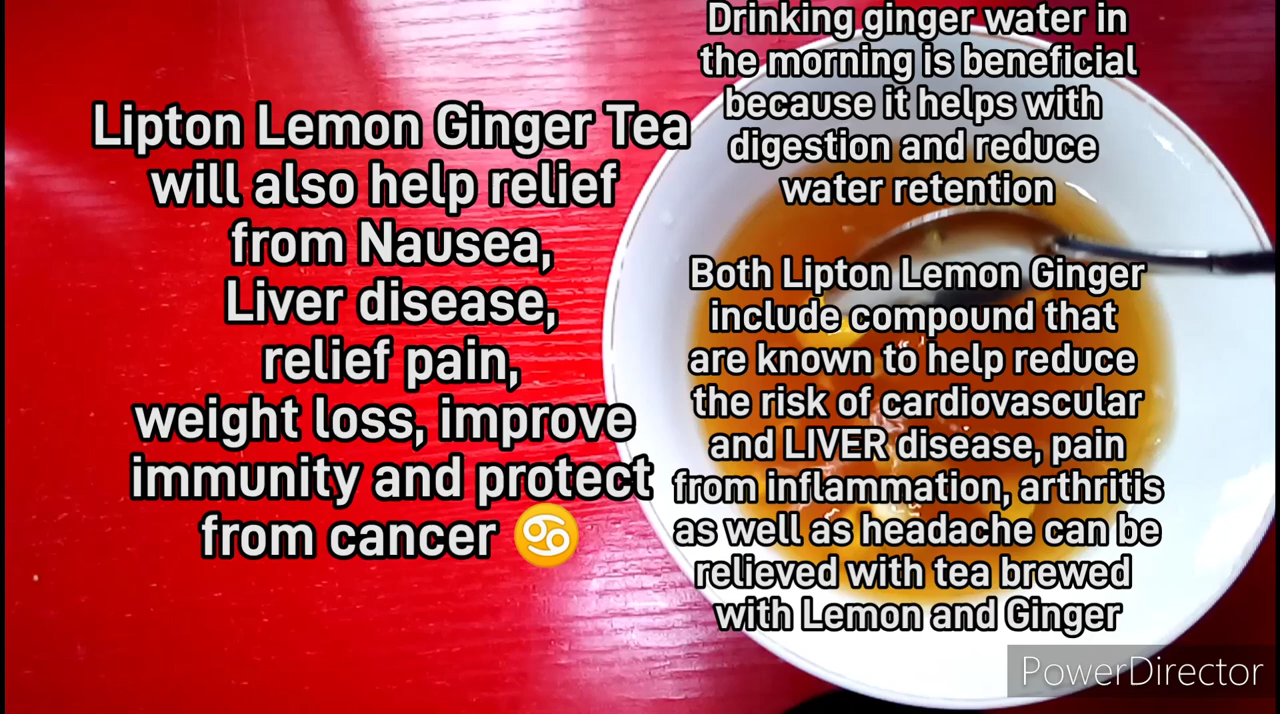 Lipton Lemon Ginger Tea
will also help relief
from Nausea,
Liver disease,
relief pain,
weight loss, improve
immunity and protect
from cancer ♋
Drinking ginger water in
the morning is beneficial
because it helps with
digestion and reduce
water retention
Both Lipton Lemon Ginger
include compound that
are known to help reduce
the risk of cardiovascular
and LIVER disease, pain
from inflammation, arthritis
as well as headache can be
relieved with tea brewed
with Lemon and Ginger
PowerDirector